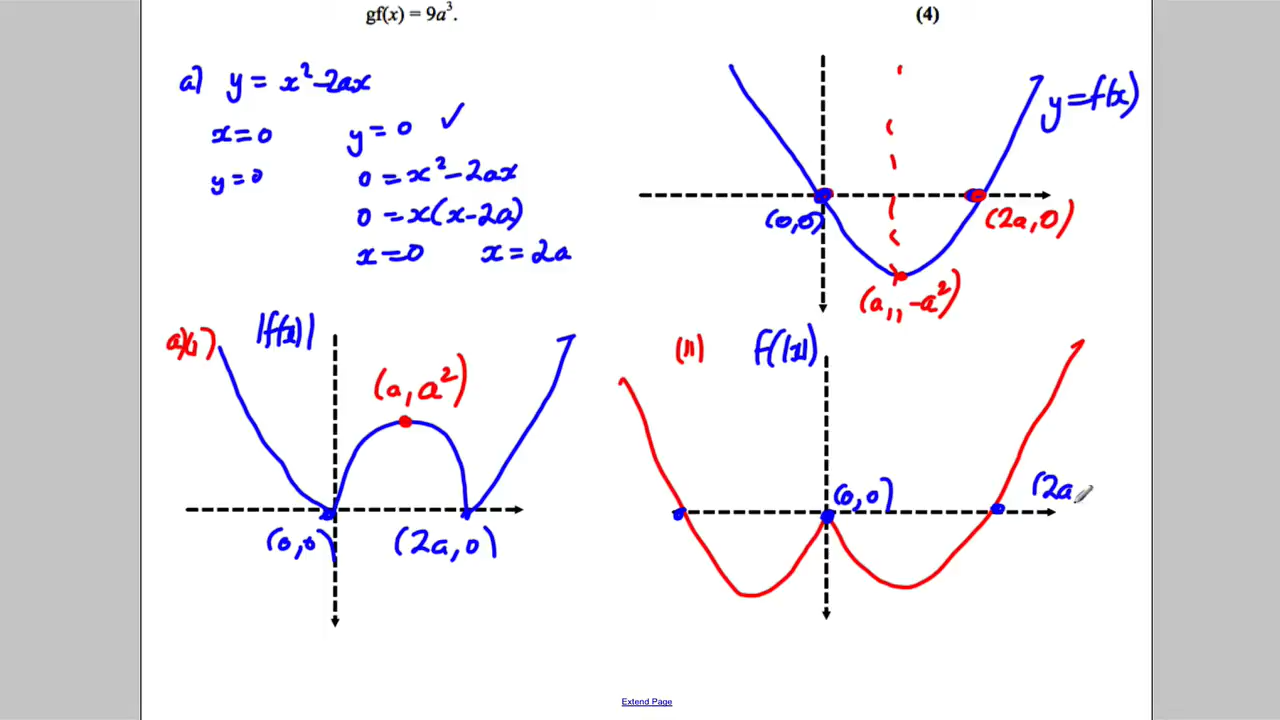 gf(x) = 9a³.
(4)
a) y = x² - 2ax
x = 0 y = 0 ✓
y = 0 0 = x² - 2ax
0 = x(x - 2a)
x = 0 x = 2a
y = f(x)
(0,0)
(2a, 0)
(a, -a²)
a)(i) |f(x)|
(a, a²)
(0,0)
(2a, 0)
(ii) f(|x|)
(0,0)
(2a,
Extend Page